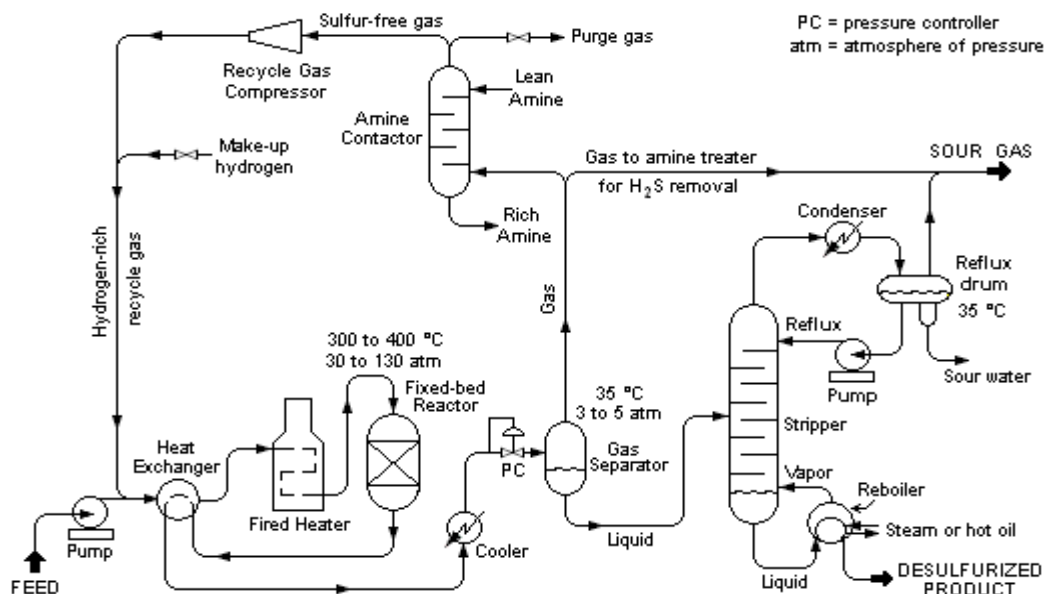 Sulfur-free gas
PC = pressure controller
atm = atmosphere of pressure
Purge gas
Recycle Gas
Compressor
Lean
Amine
Amine
Contactor
Make-up
hydrogen
Gas to amine treater
for H₂S removal
SOUR GAS
Rich
Amine
Condenser
Hydrogen-rich
recycle gas
Gas
Reflux
drum
35 ºC
300 to 400 ºC
30 to 130 atm
Fixed-bed
Reactor
Reflux
Pump
Sour water
35 ºC
3 to 5 atm
Gas
Separator
Stripper
Heat
Exchanger
PC
Vapor
Reboiler
Steam or hot oil
Fired Heater
Pump
Cooler
Liquid
Liquid
FEED
DESULFURIZED
PRODUCT